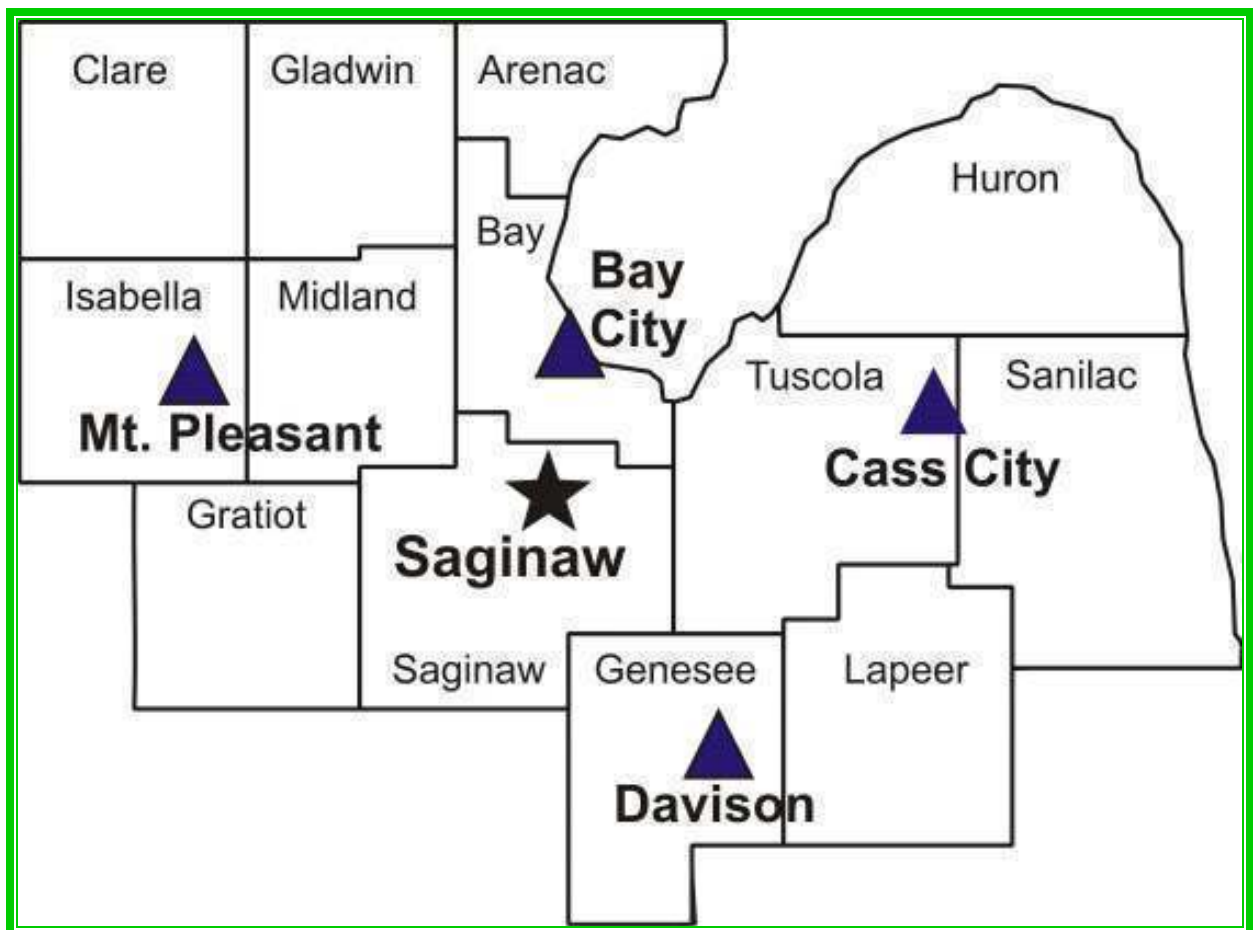 Clare
Gladwin
Arenac
Huron
Bay
Bay
City
Isabella
Midland
Tuscola
Sanilac
Mt. Pleasant
Cass City
Gratiot
Saginaw
Saginaw
Genesee
Lapeer
Davison